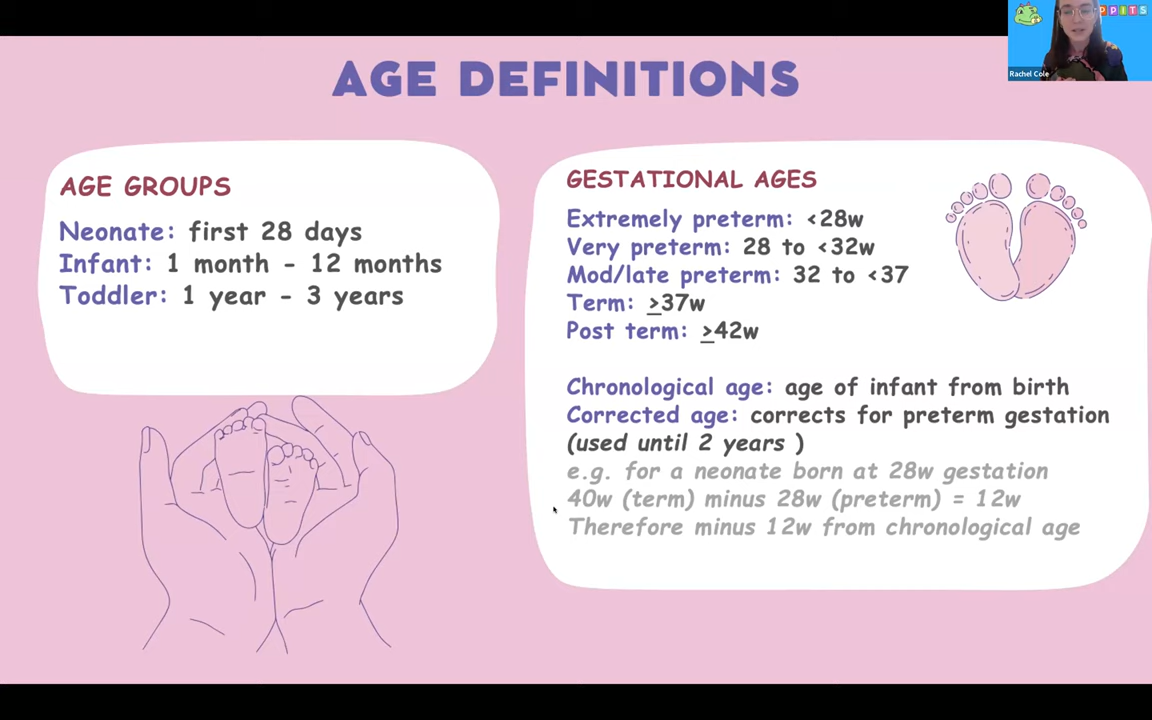 PPITS
Rachel Cole
AGE DEFINITIONS
AGE GROUPS
Neonate: first 28 days
Infant: 1 month - 12 months
Toddler: 1 year - 3 years
GESTATIONAL AGES
Extremely preterm: <28w
Very preterm: 28 to <32w
Mod/late preterm: 32 to <37
Term: ≥37w
Post term: ≥42w
Chronological age: age of infant from birth
Corrected age: corrects for preterm gestation
(used until 2 years )
e.g. for a neonate born at 28w gestation
40w (term) minus 28w (preterm) = 12w
Therefore minus 12w from chronological age